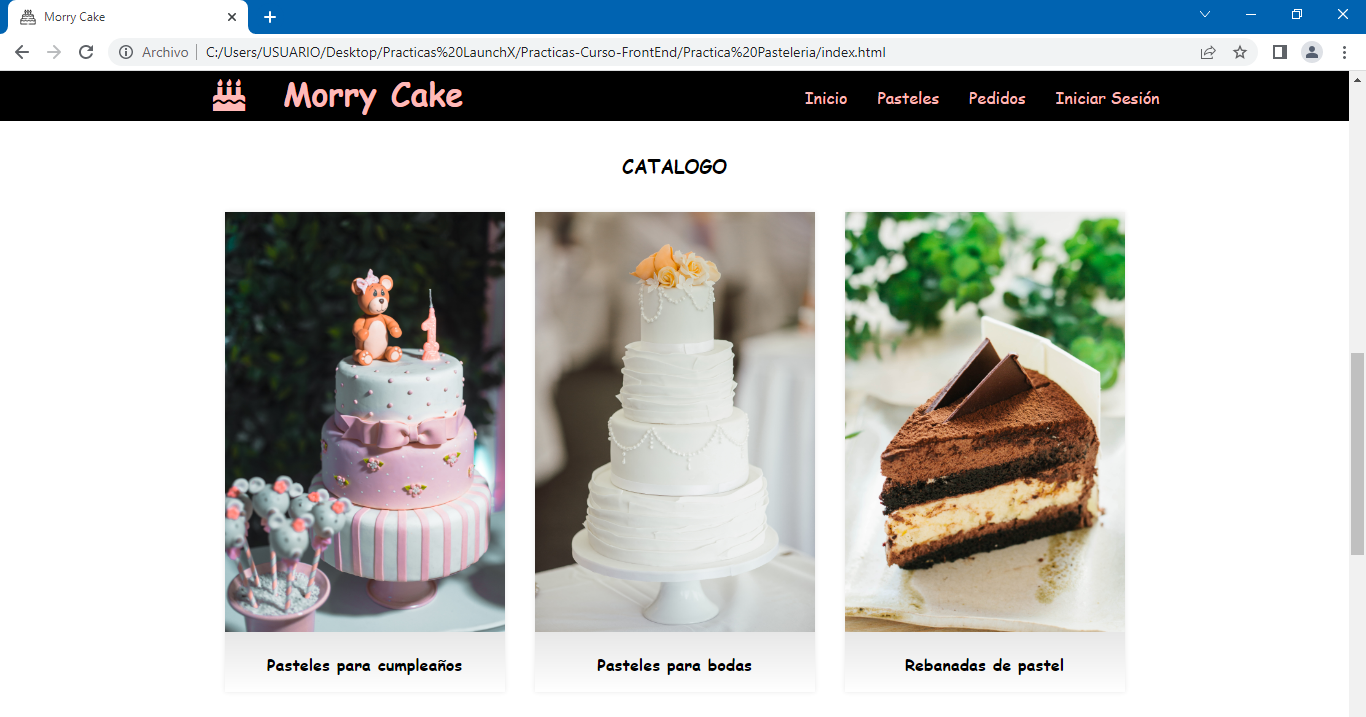 Morry Cake
Archivo C:/Users/USUARIO/Desktop/Practicas%20LaunchX/Practicas-Curso-FrontEnd/Practica%20Pasteleria/index.html
Morry Cake Inicio Pasteles Pedidos Iniciar Sesión
CATALOGO
1
Pasteles para cumpleaños Pasteles para bodas Rebanadas de pastel